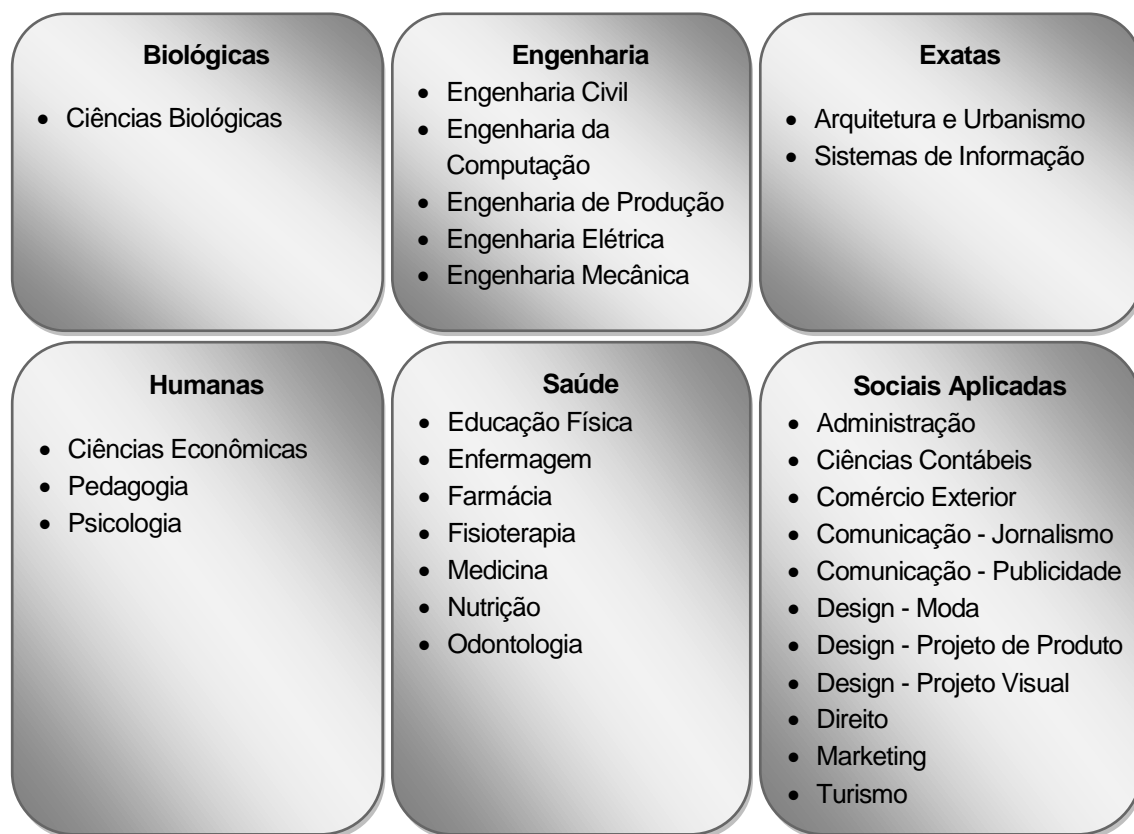 Biológicas
• Ciências Biológicas
Engenharia
• Engenharia Civil
• Engenharia da
Computação
• Engenharia de Produção
• Engenharia Elétrica
• Engenharia Mecânica
Exatas
• Arquitetura e Urbanismo
• Sistemas de Informação
Humanas
• Ciências Econômicas
• Pedagogia
• Psicologia
Saúde
• Educação Física
• Enfermagem
• Farmácia
• Fisioterapia
• Medicina
• Nutrição
• Odontologia
Sociais Aplicadas
• Administração
• Ciências Contábeis
• Comércio Exterior
• Comunicação - Jornalismo
• Comunicação - Publicidade
• Design - Moda
• Design - Projeto de Produto
• Design - Projeto Visual
• Direito
• Marketing
• Turismo